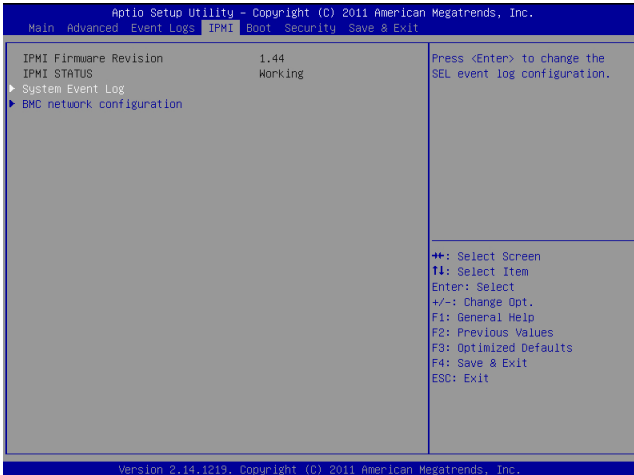 Aptio Setup Utility – Copyright (C) 2011 American Megatrends, Inc.
Main Advanced Event Logs IPMI Boot Security Save & Exit
IPMI Firmware Revision 1.44
IPMI STATUS Working
▶ System Event Log
▶ BMC network configuration
Press <Enter> to change the
SEL event log configuration.
→←: Select Screen
↑↓: Select Item
Enter: Select
+/-: Change Opt.
F1: General Help
F2: Previous Values
F3: Optimized Defaults
F4: Save & Exit
ESC: Exit
Version 2.14.1219. Copyright (C) 2011 American Megatrends, Inc.